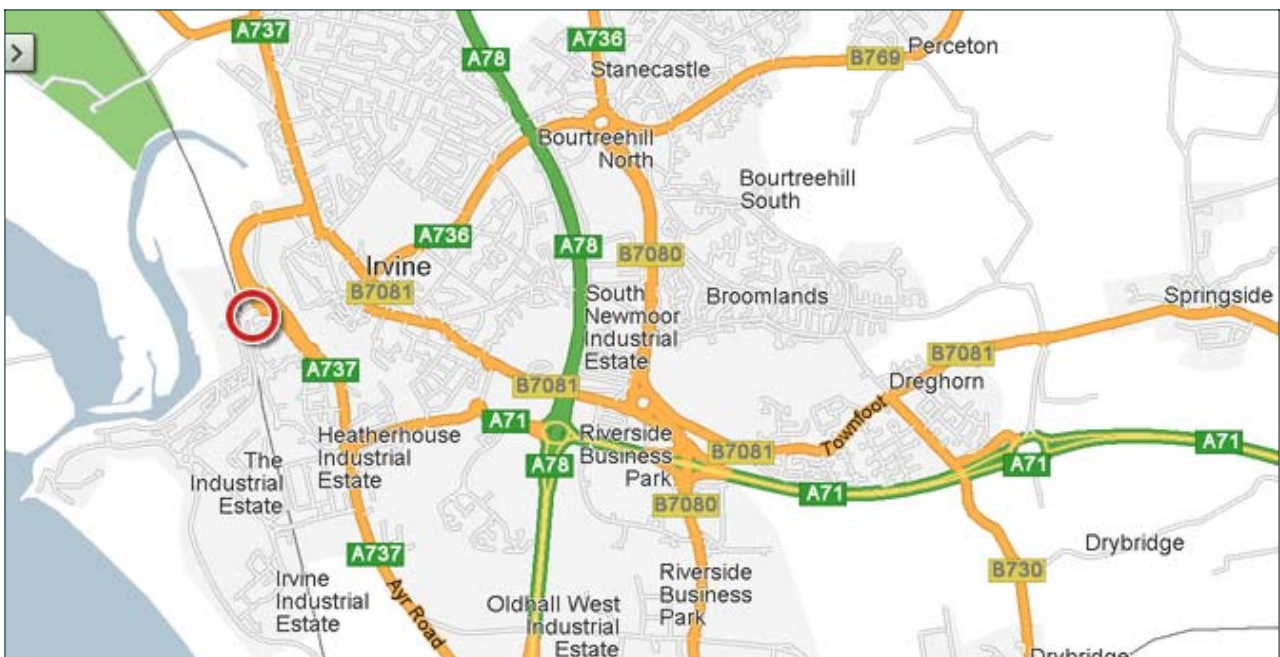 >
A737
A78
A736
Stanecastle
B769
Perceton
Bourtreehill
North
Bourtreehill
South
A736
A78
B7080
Irvine
B7081
South
Newmoor
Industrial
Estate
Broomlands
Springside
A737
B7081
B7081
Dreghorn
Townfoot
A71
Heatherhouse
Industrial
Estate
Riverside
Business
Park
B7081
A71
A71
The
Industrial
Estate
A78
A71
B7080
A737
Drybridge
B730
Irvine
Industrial
Estate
Ayr Road
Oldhall West
Industrial
Estate
Riverside
Business
Park
Drybridge